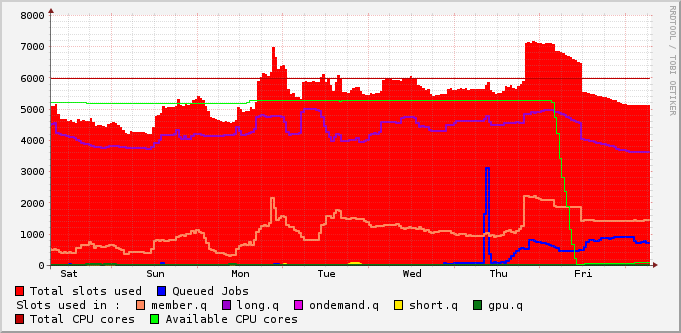 8000
7000
6000
5000
4000
3000
2000
1000
0
Sat Sun Mon Tue Wed Thu Fri
RRDTOOL / TOBI OETIKER
Total slots used Queued Jobs
Slots used in : member.q long.q ondemand.q short.q gpu.q
Total CPU cores Available CPU cores